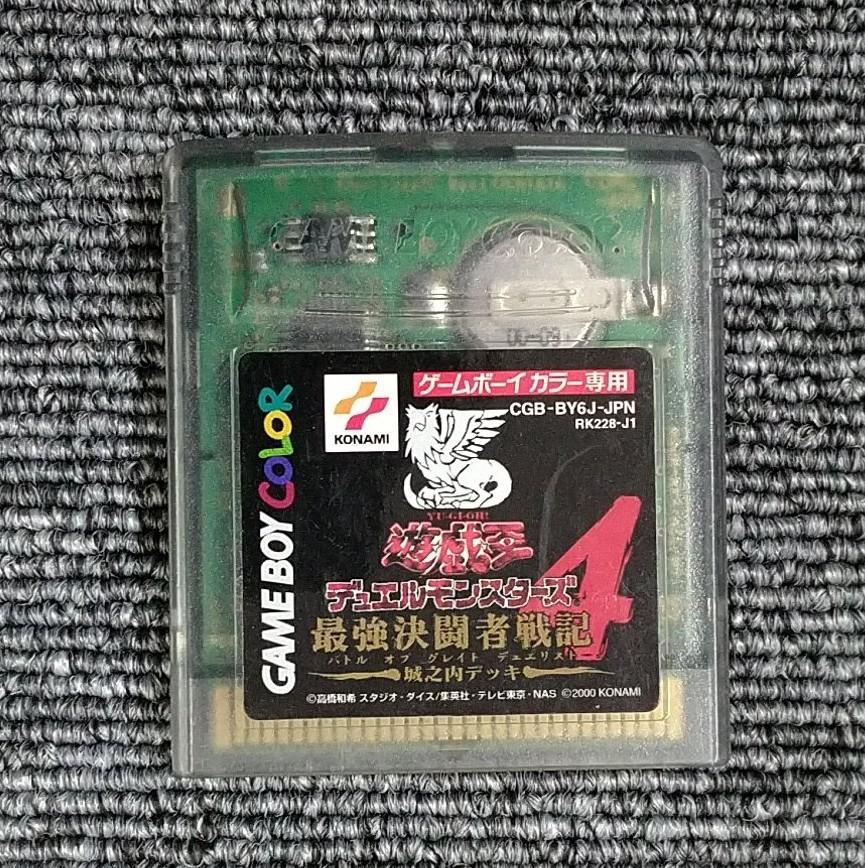 GAME BOY COLOR
KONAMI
ゲームボーイカラー専用
CGB-BY6J-JPN
RK228-J1
YU-GI-OH!
遊戯王
デュエルモンスターズ
4
最強決闘者戦記
バトル オブ グレイト デュエリスト
城之内デッキ
©高橋和希 スタジオ・ダイス/集英社・テレビ東京・NAS ©2000 KONAMI